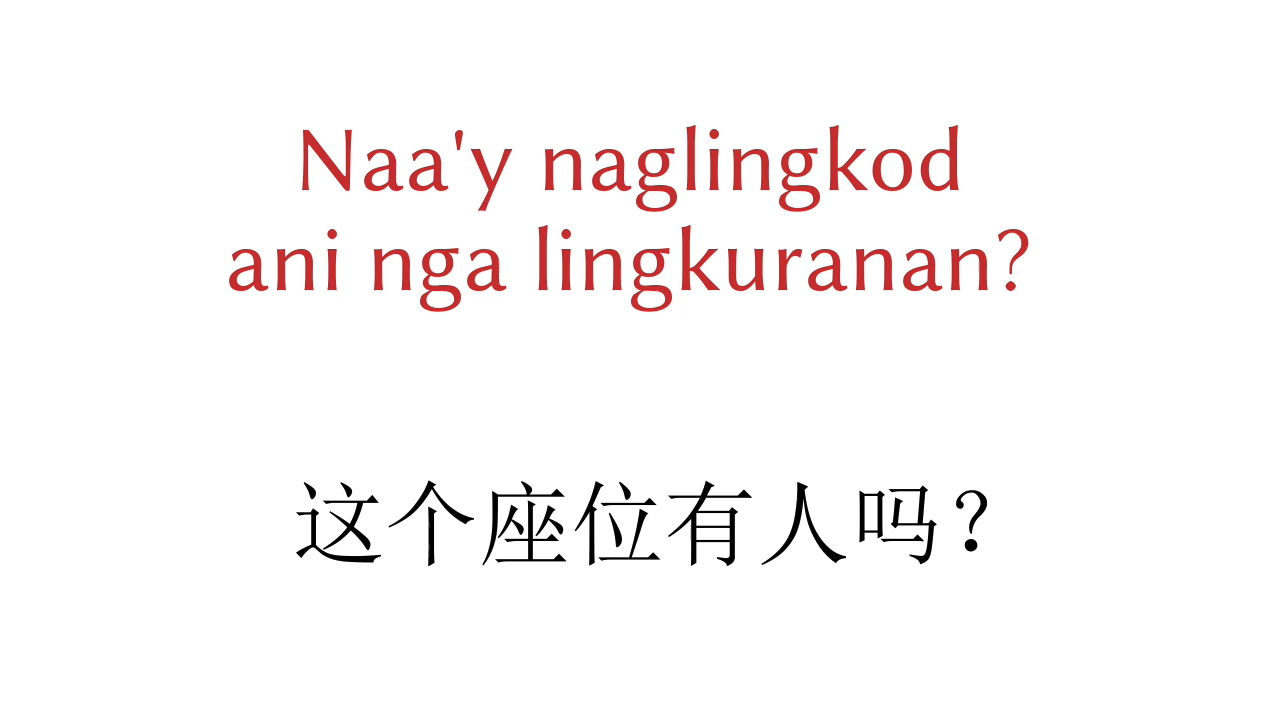 Naa'y naglingkod
ani nga lingkuranan?
这个座位有人吗？